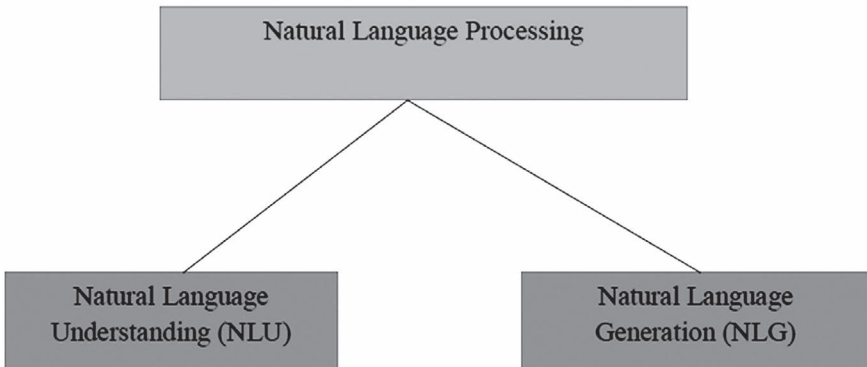 Natural Language Processing
Natural Language
Understanding (NLU)
Natural Language
Generation (NLG)